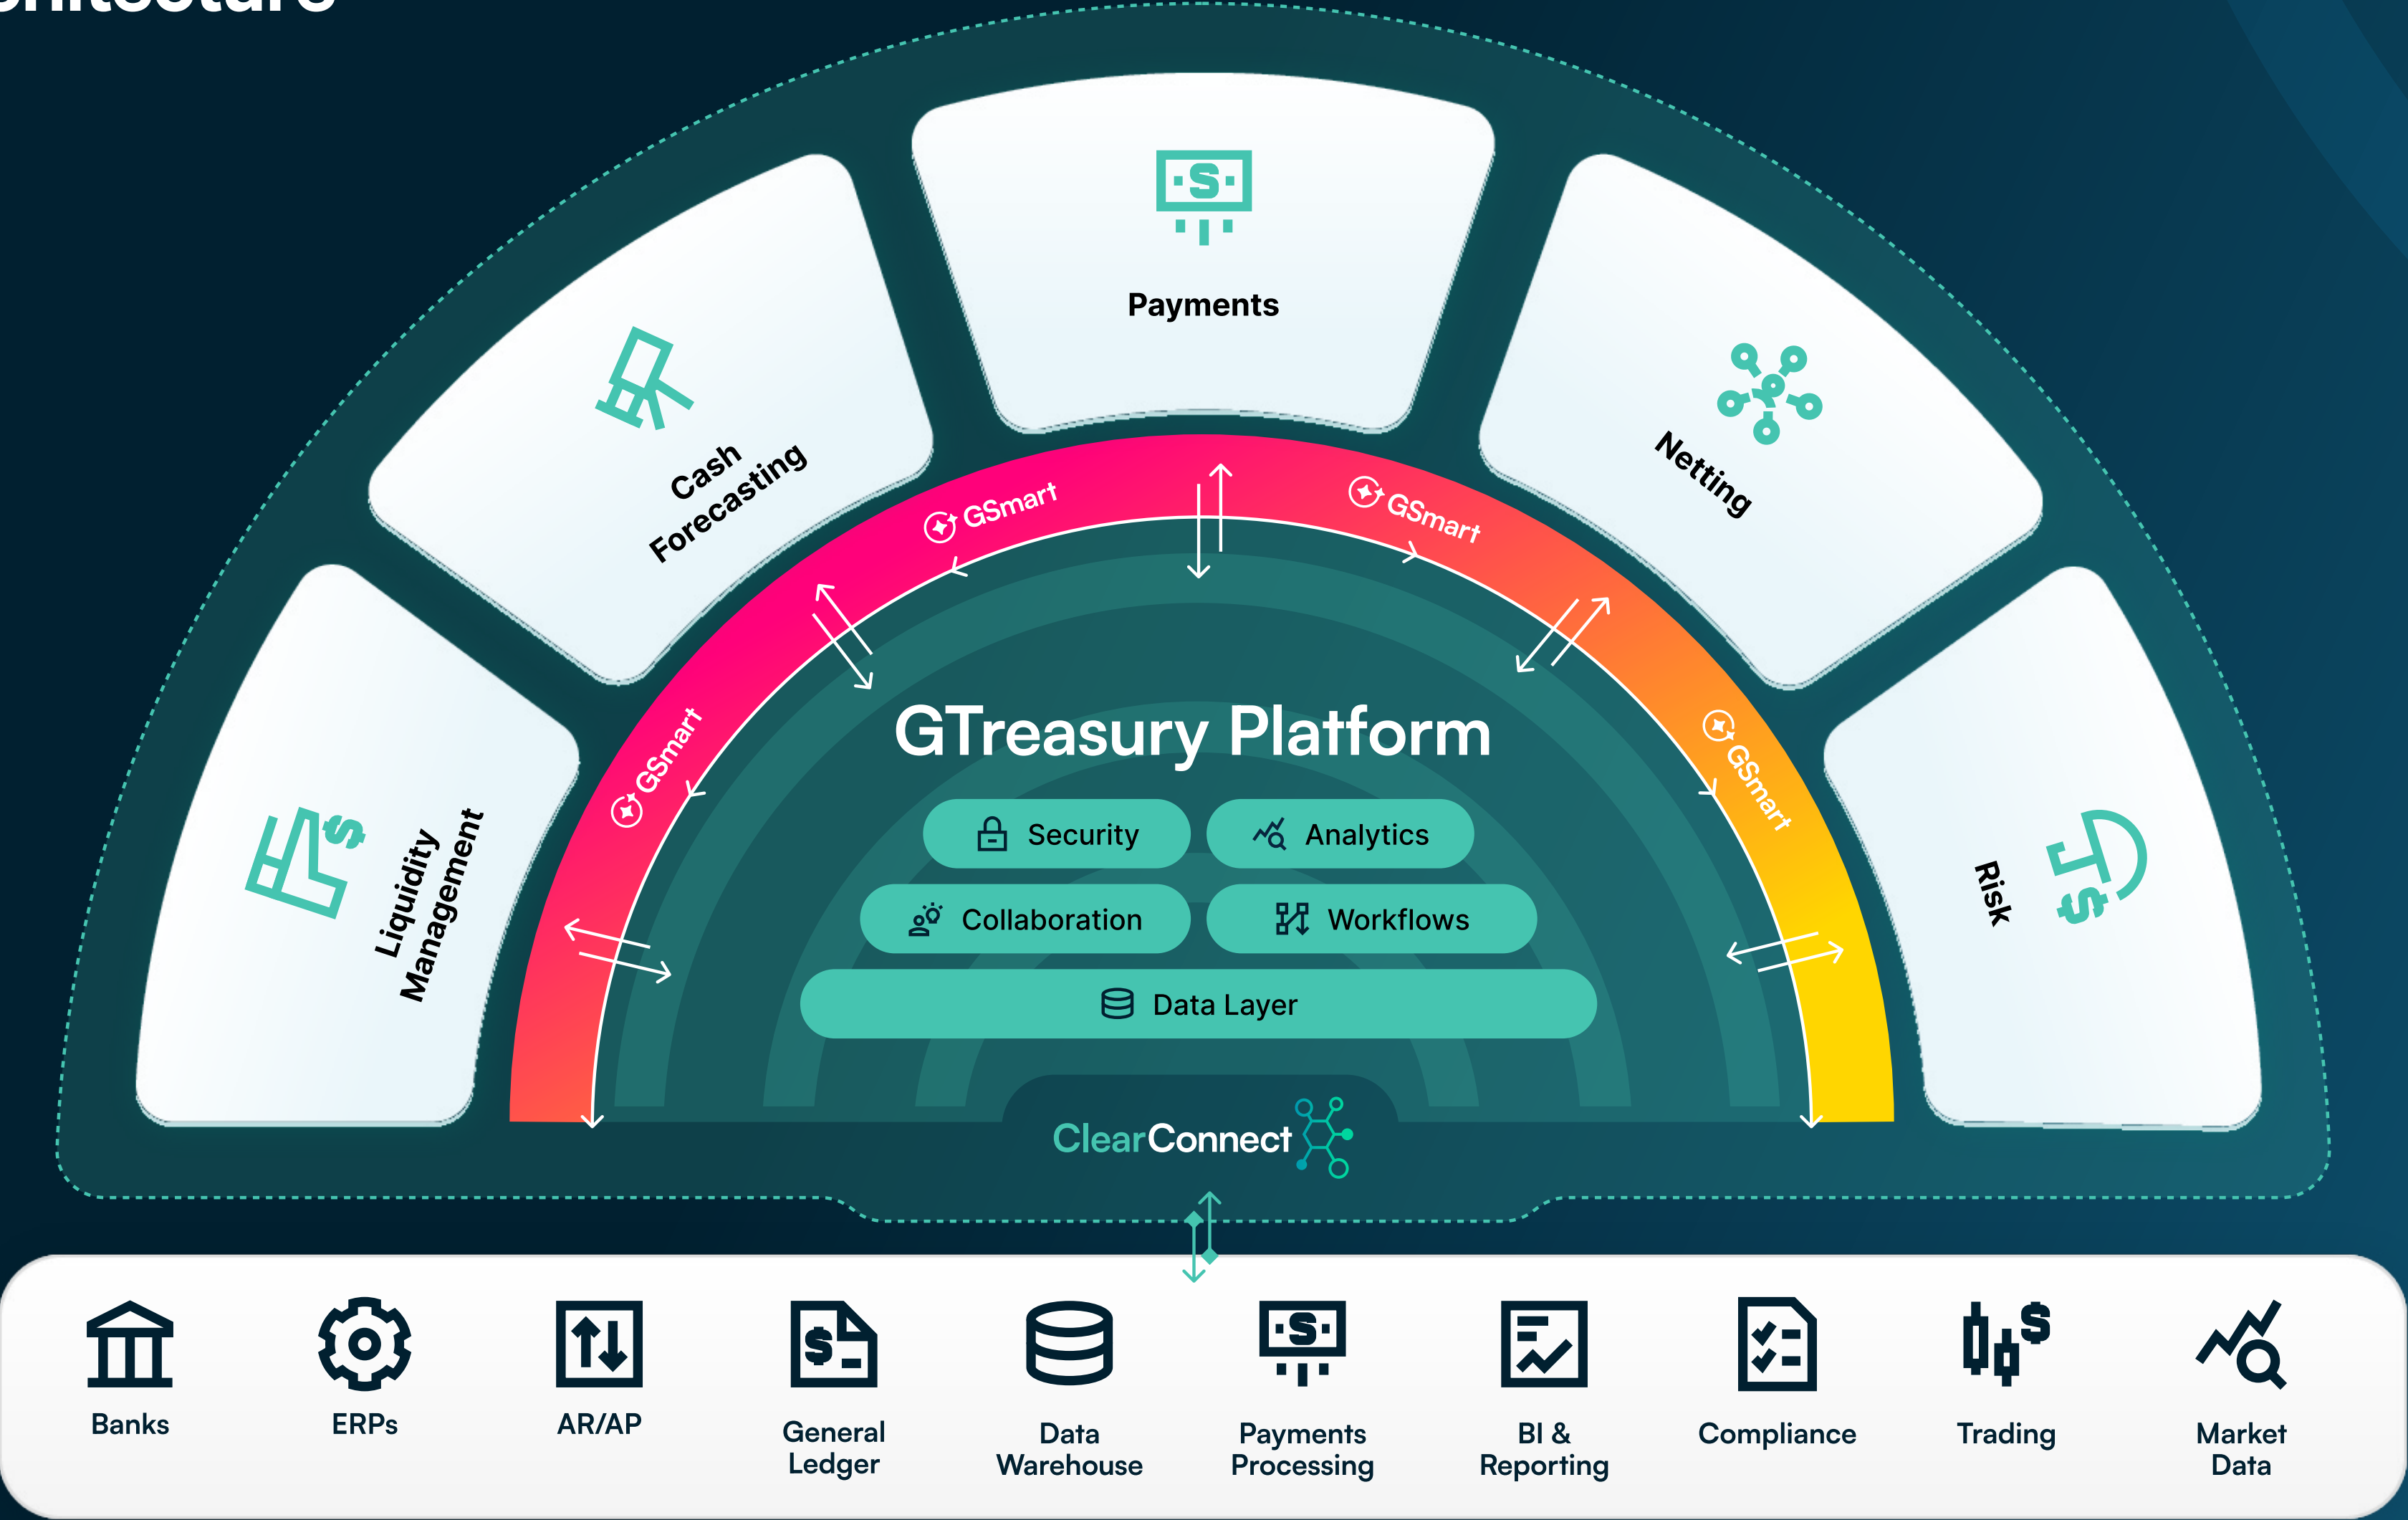 Payments
Cash
Forecasting
Netting
Liquidity
Management
Risk
GSmart
GSmart
GSmart
GSmart
GTreasury Platform
Security
Analytics
Collaboration
Workflows
Data Layer
ClearConnect
Banks
ERPs
AR/AP
General
Ledger
Data
Warehouse
Payments
Processing
BI &
Reporting
Compliance
Trading
Market
Data